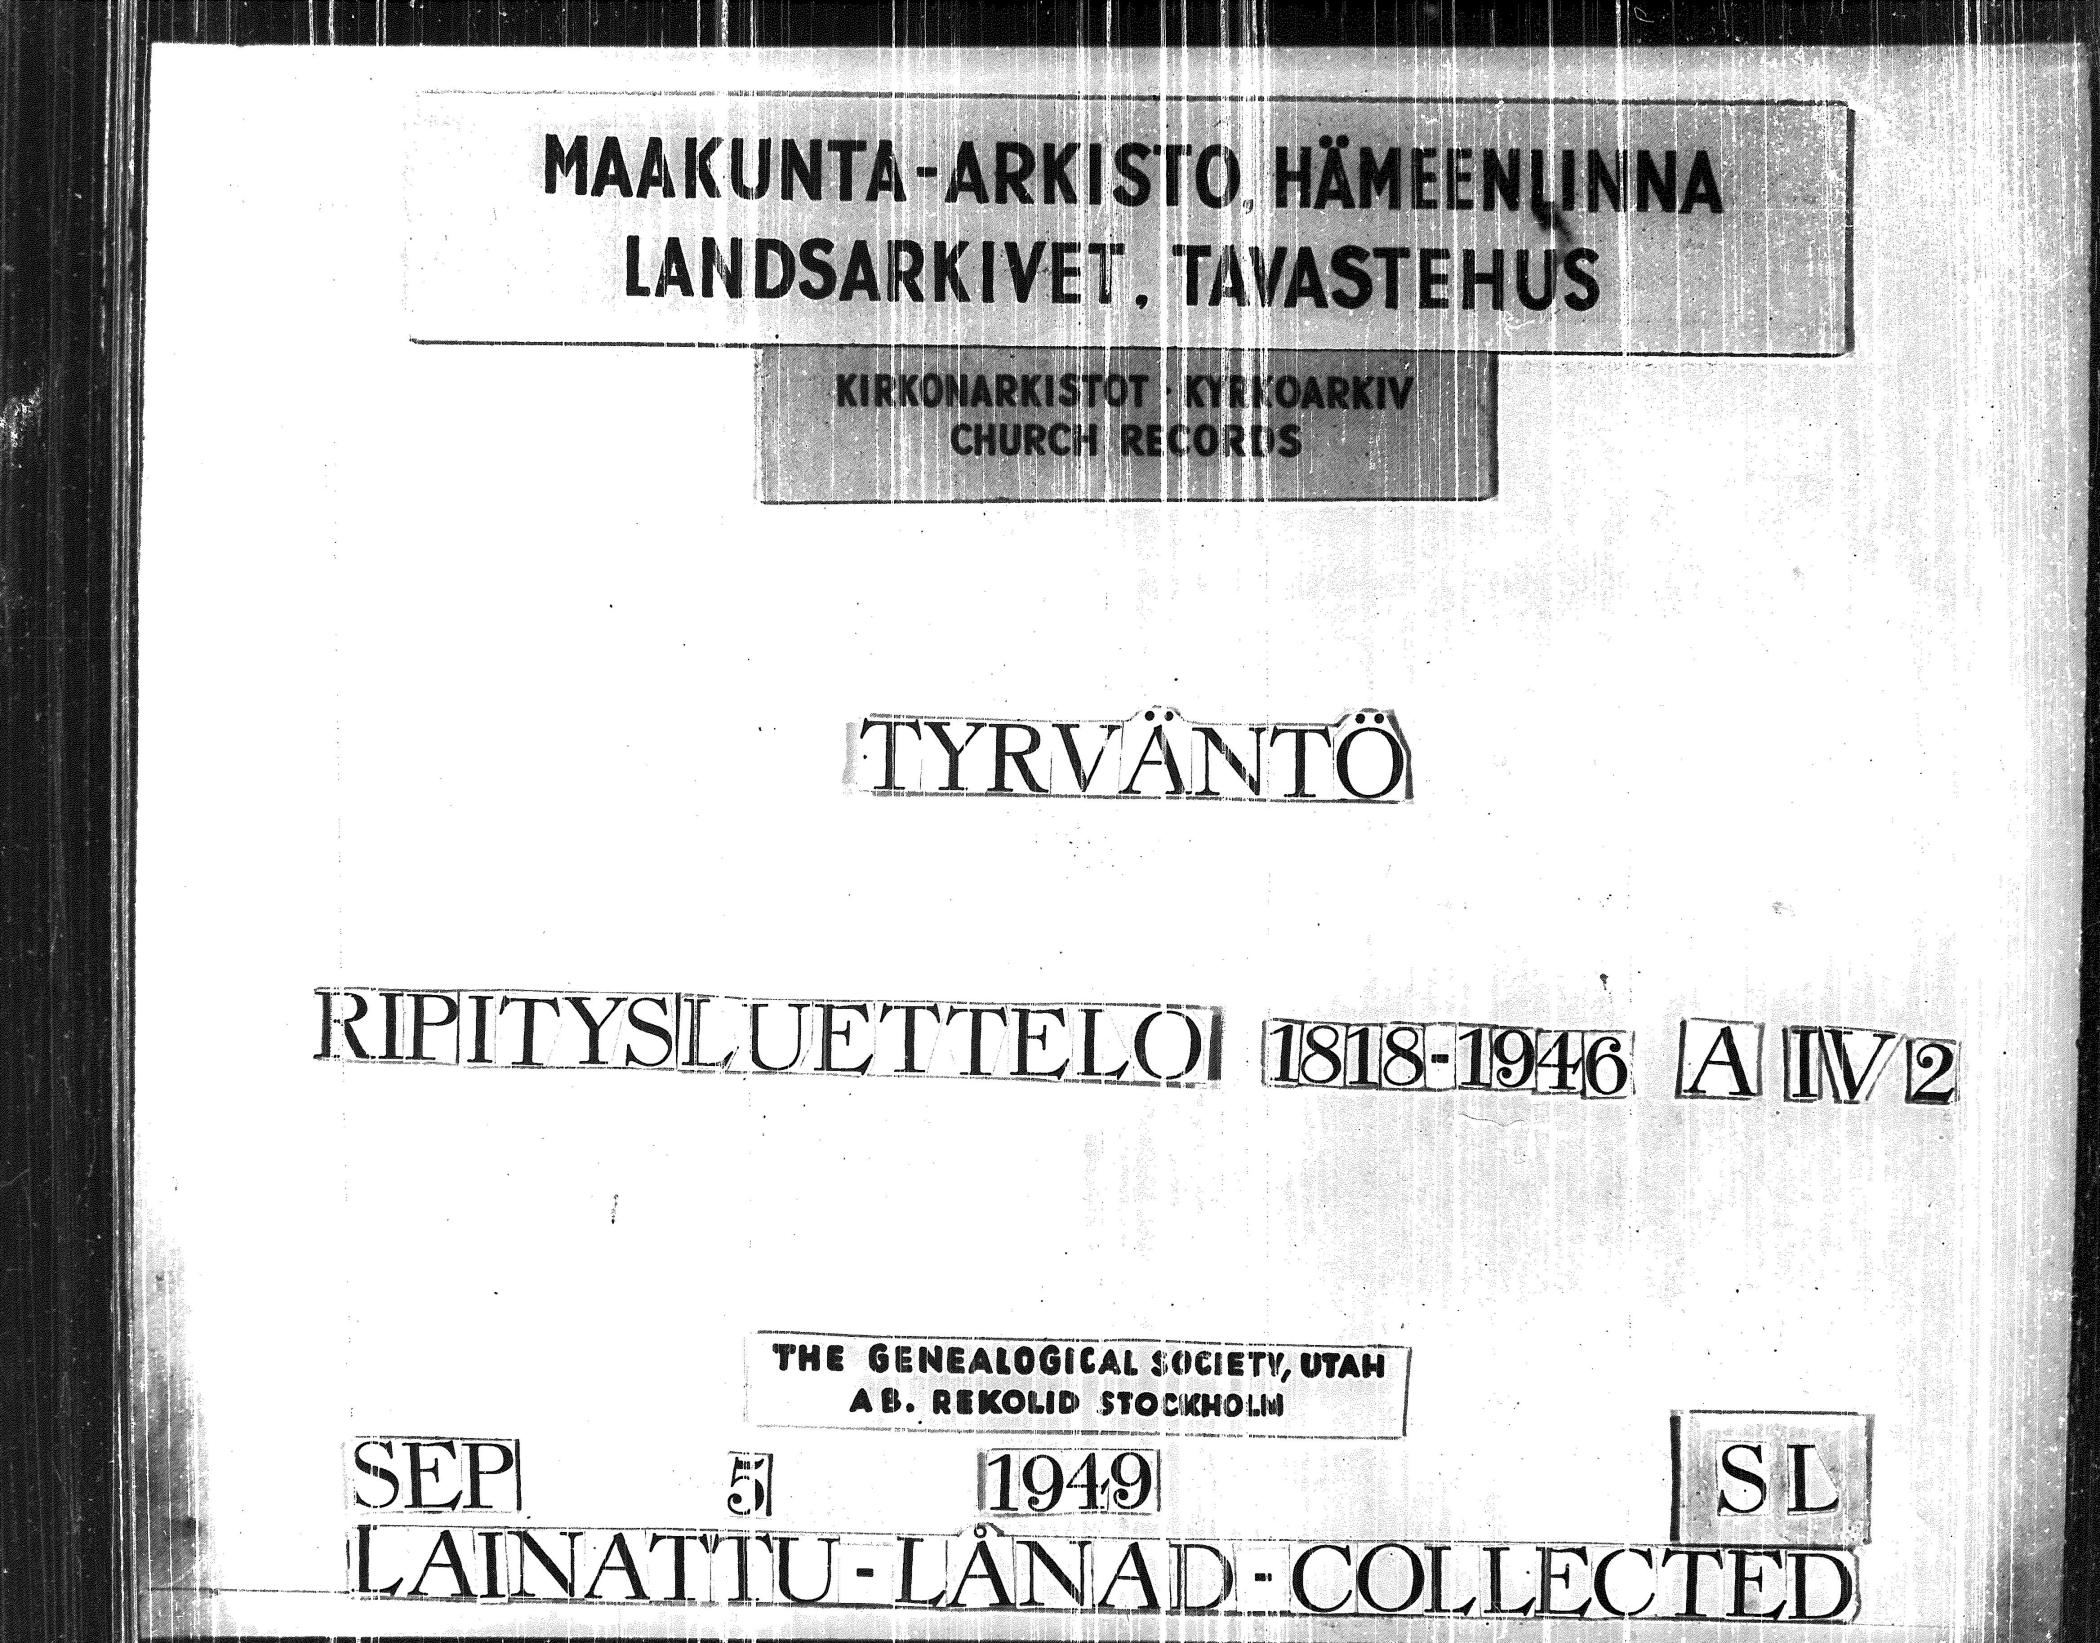 MAAKUNTA-ARKISTO, HÄMEENLINNA
LANDSARKIVET, TAVASTEHUS
KIRKONARKISTOT · KYRKOARKIV
CHURCH RECORDS
TYRVÄNTÖ
RIPITYSLUETTELO 1818-1946 A IV 2
THE GENEALOGICAL SOCIETY, UTAH
AB. REKOLID STOCKHOLM
SEP 5 1949 SL
LAINATTU-LÅNAD-COLLECTED